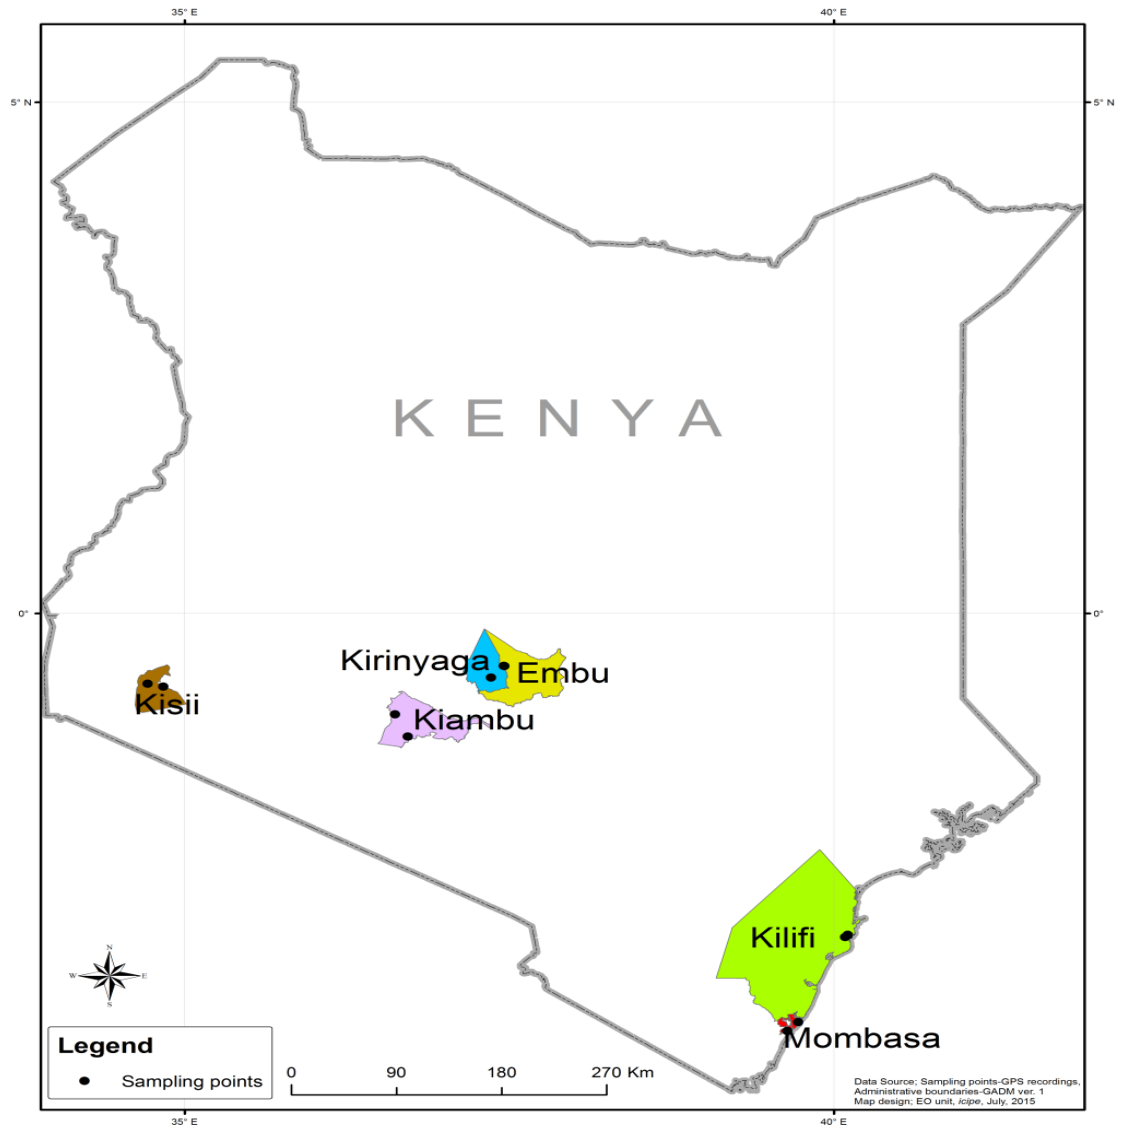 35° E
40° E
5° N
5° N
KENYA
0°
0°
Kirinyaga
Embu
Kisii
Kiambu
Kilifi
Mombasa
N
W
E
S
Legend
Sampling points
0
90
180
270 Km
Data Source; Sampling points-GPS recordings,
Administrative boundaries-GADM ver. 1
Map design; EO unit, icipe, July, 2015
35° E
40° E